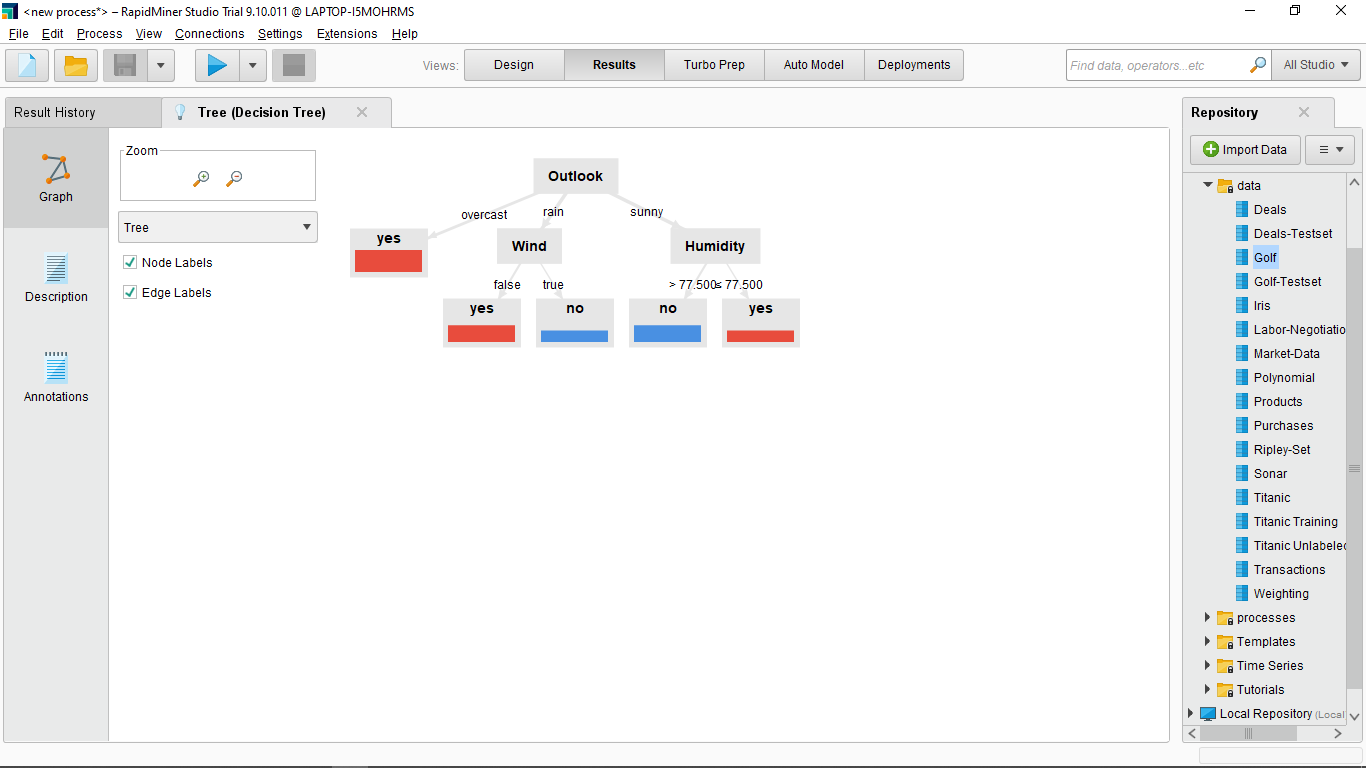 <new process*> – RapidMiner Studio Trial 9.10.011 @ LAPTOP-I5MOHRMS
File Edit Process View Connections Settings Extensions Help
Views: Design Results Turbo Prep Auto Model Deployments Find data, operators...etc All Studio
Result History Tree (Decision Tree)
Graph
Description
Annotations
Zoom
Tree
Node Labels
Edge Labels
Outlook
overcast rain sunny
yes Wind Humidity
false true > 77.500 ≤ 77.500
yes no no yes
Repository
Import Data
data
Deals
Deals-Testset
Golf
Golf-Testset
Iris
Labor-Negotiatio
Market-Data
Polynomial
Products
Purchases
Ripley-Set
Sonar
Titanic
Titanic Training
Titanic Unlabeled
Transactions
Weighting
processes
Templates
Time Series
Tutorials
Local Repository (Local